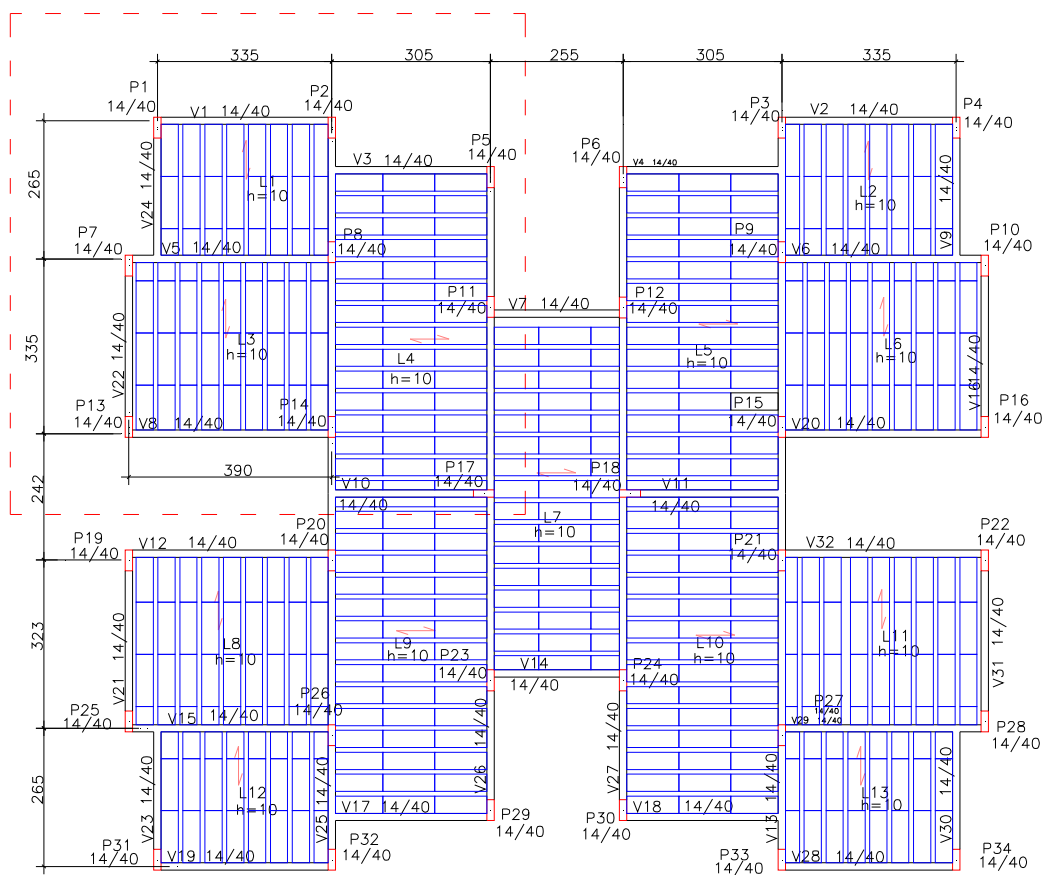 335 305 255 305 335
P1
14/40
P2
14/40
V1 14/40
P3
14/40
V2 14/40
P4
14/40
P5
14/40
P6
14/40
V3 14/40
V4 14/40
265
V24 14/40
L1
h=10
L2
h=10
V9 14/40
P7
14/40
V5 14/40
P8
14/40
P9
14/40
V6 14/40
P10
14/40
P11
14/40
V7 14/40
P12
14/40
335
V22 14/40
L3
h=10
L4
h=10
L5
h=10
L6
h=10
V16 14/40
P13
14/40
V8 14/40
P14
14/40
P15
14/40
V20 14/40
P16
14/40
390
242
P17
14/40
V10
14/40
P18
14/40
V11
14/40
L7
h=10
P19
14/40
V12 14/40
P20
14/40
P21
14/40
V32 14/40
P22
14/40
323
V21 14/40
L8
h=10
L9
h=10
L10
h=10
L11
h=10
V31 14/40
P23
14/40
V14
14/40
P24
14/40
P25
14/40
V15 14/40
P26
14/40
V26 14/40
V27 14/40
P27
14/40
V29 14/40
P28
14/40
265
V23 14/40
L12
h=10
V25 14/40
V17 14/40
V18 14/40
V13 14/40
L13
h=10
V30 14/40
P29
14/40
P30
14/40
P31
14/40
V19 14/40
P32
14/40
P33
14/40
V28 14/40
P34
14/40